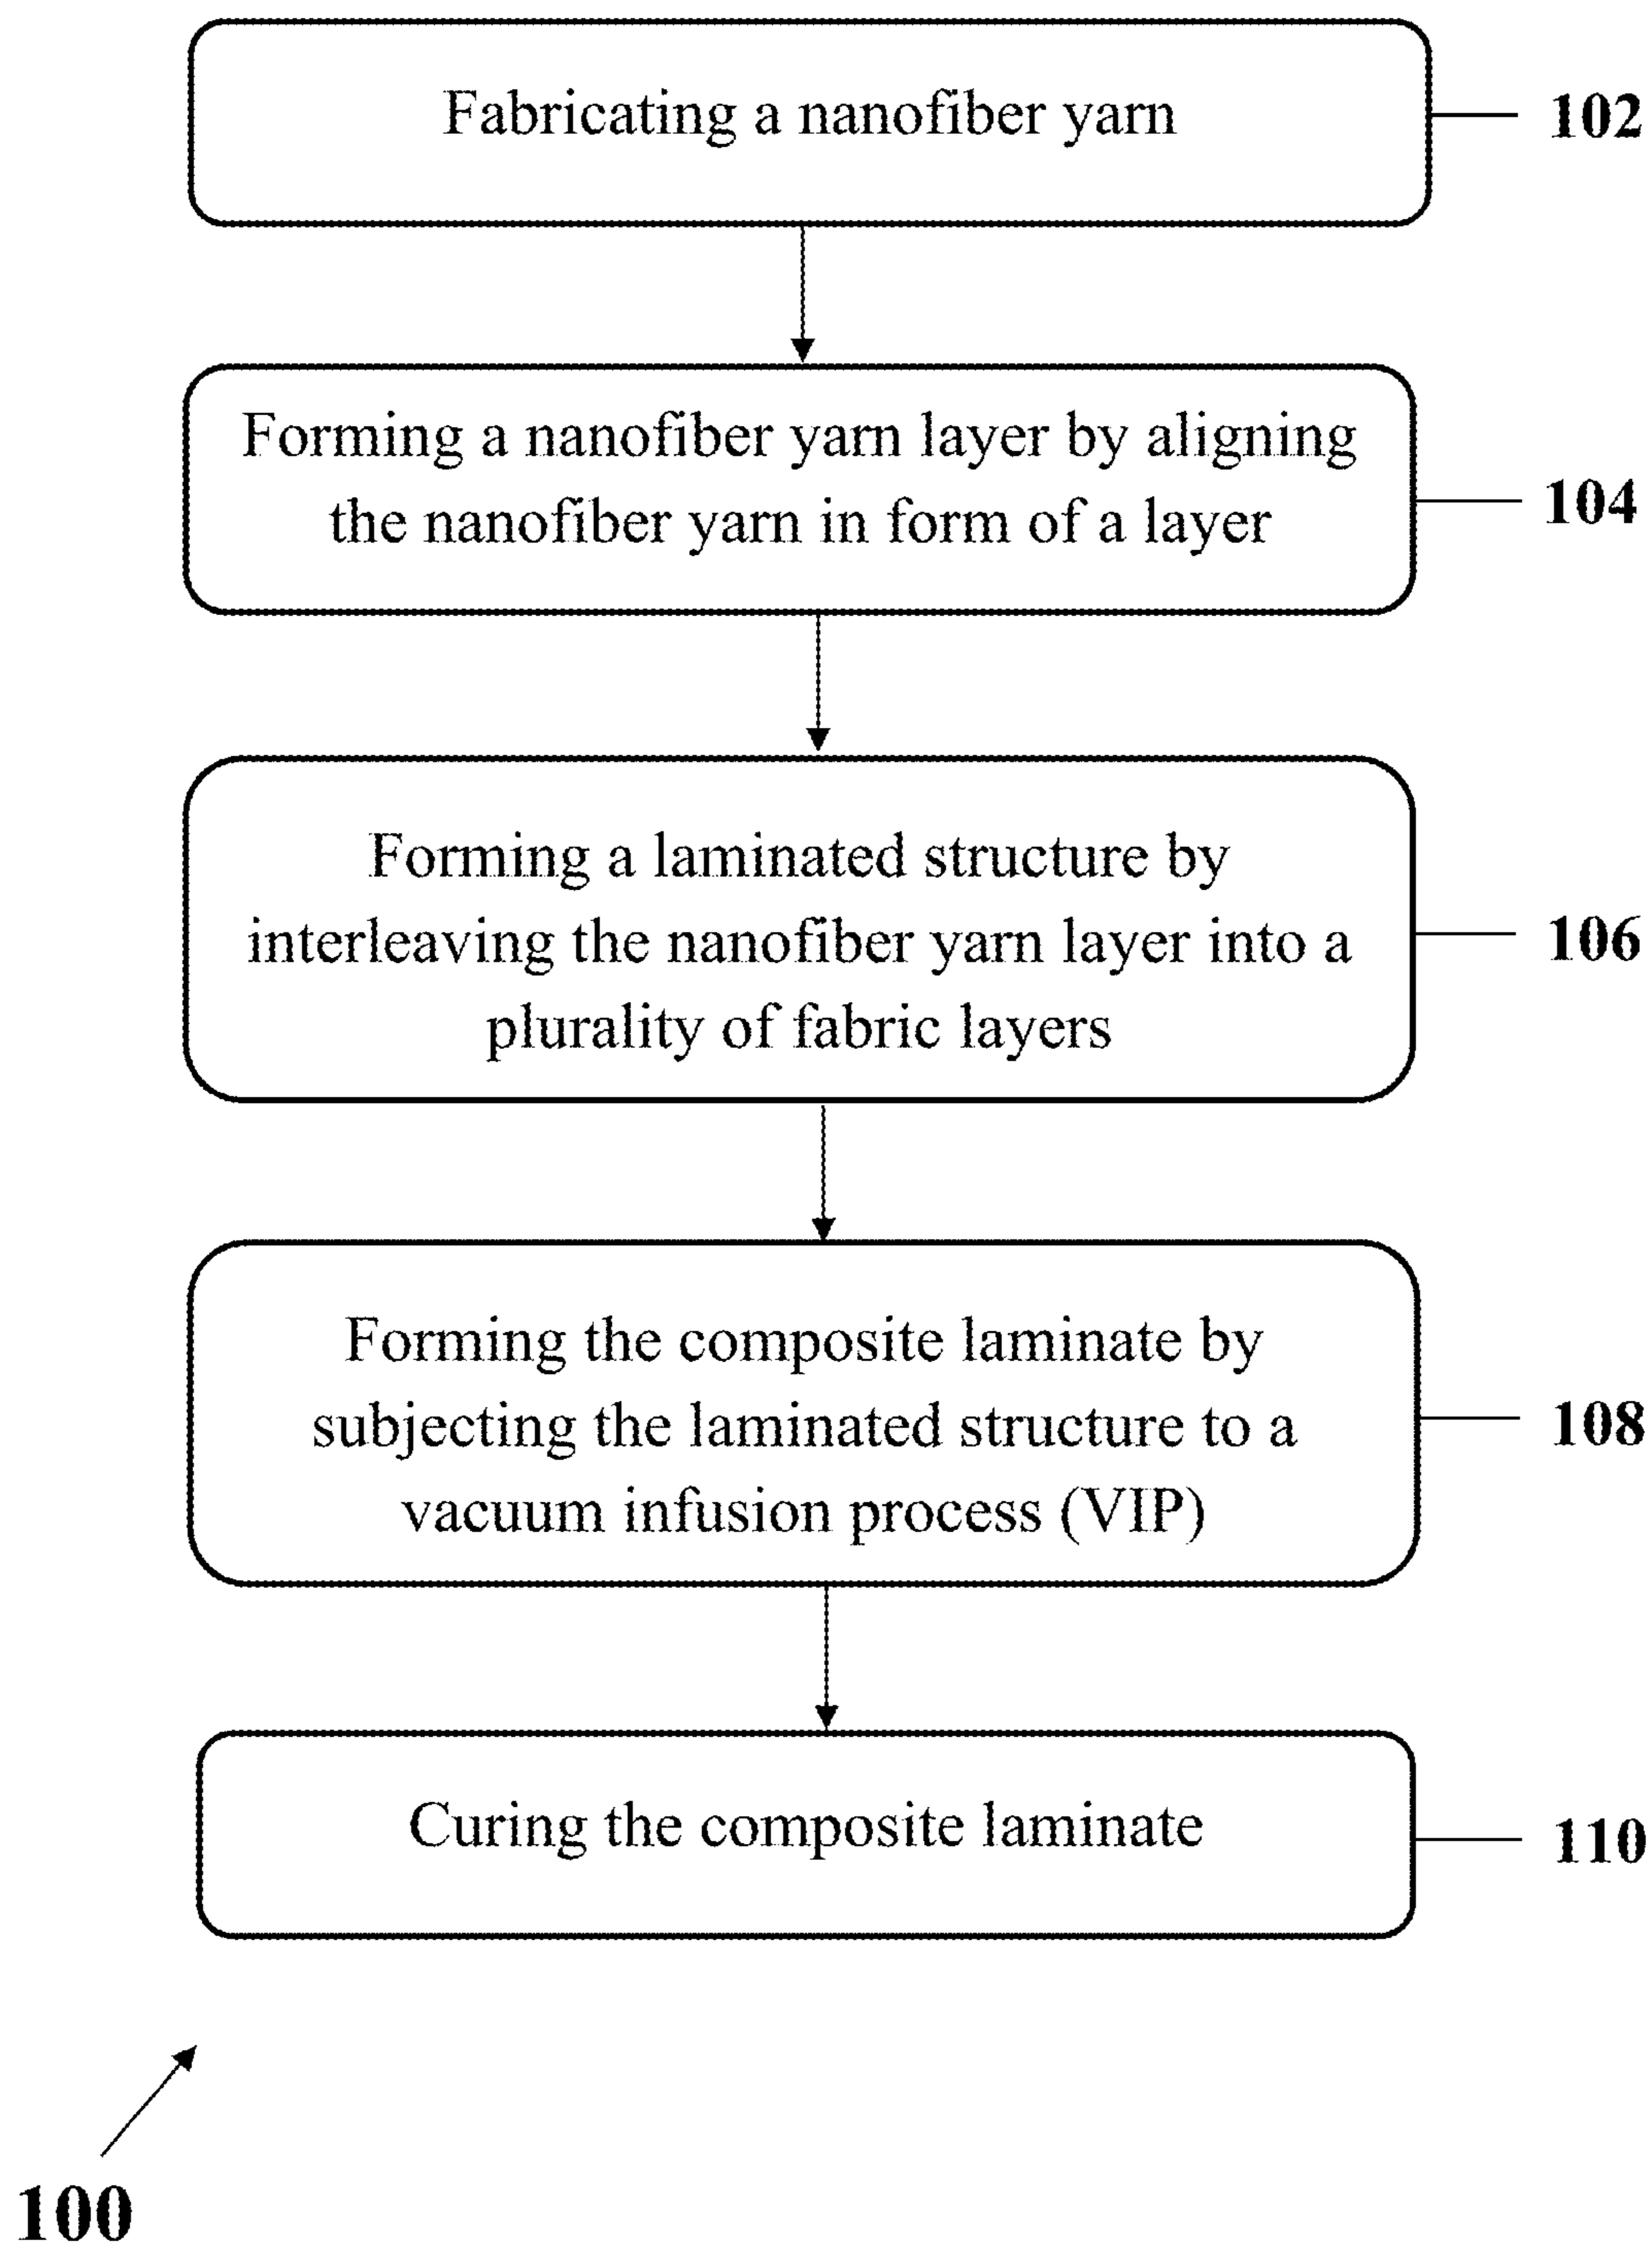 Fabricating a nanofiber yarn
102
Forming a nanofiber yarn layer by aligning
the nanofiber yarn in form of a layer
104
Forming a laminated structure by
interleaving the nanofiber yarn layer into a
plurality of fabric layers
106
Forming the composite laminate by
subjecting the laminated structure to a
vacuum infusion process (VIP)
108
Curing the composite laminate
110
100